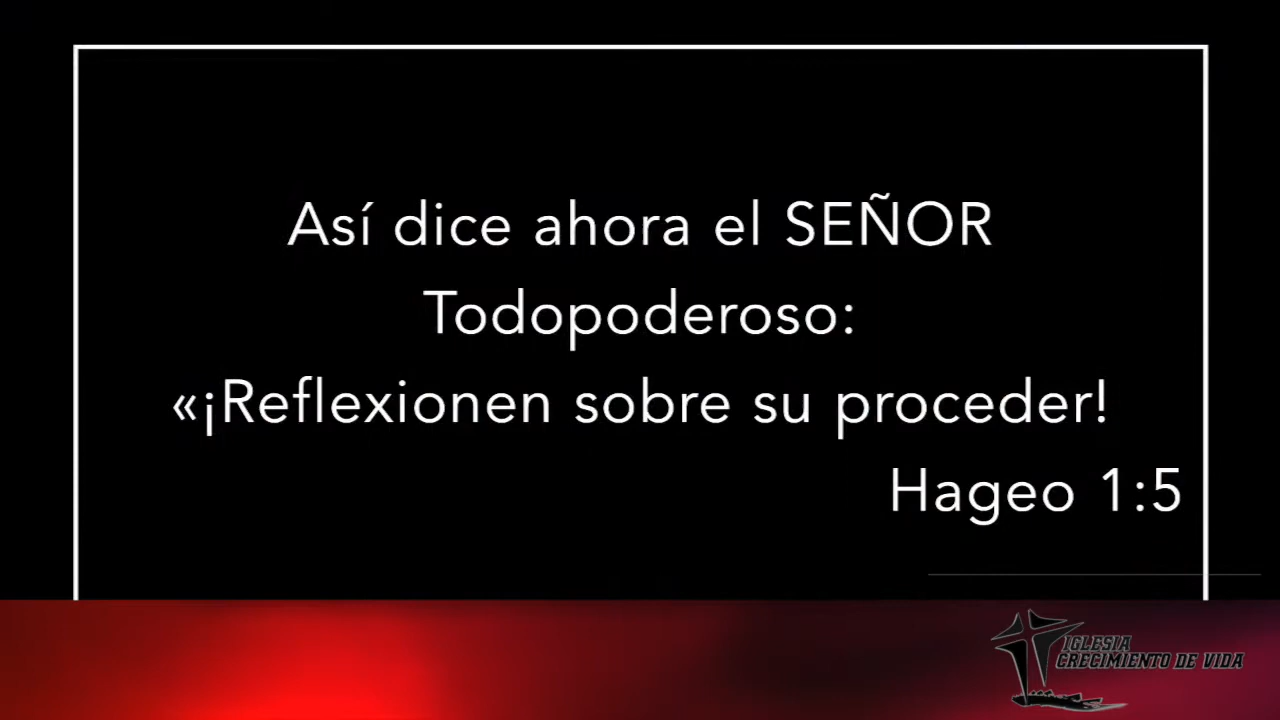 Así dice ahora el SEÑOR
Todopoderoso:
«¡Reflexionen sobre su proceder!
Hageo 1:5
IGLESIA
CRECIMIENTO DE VIDA